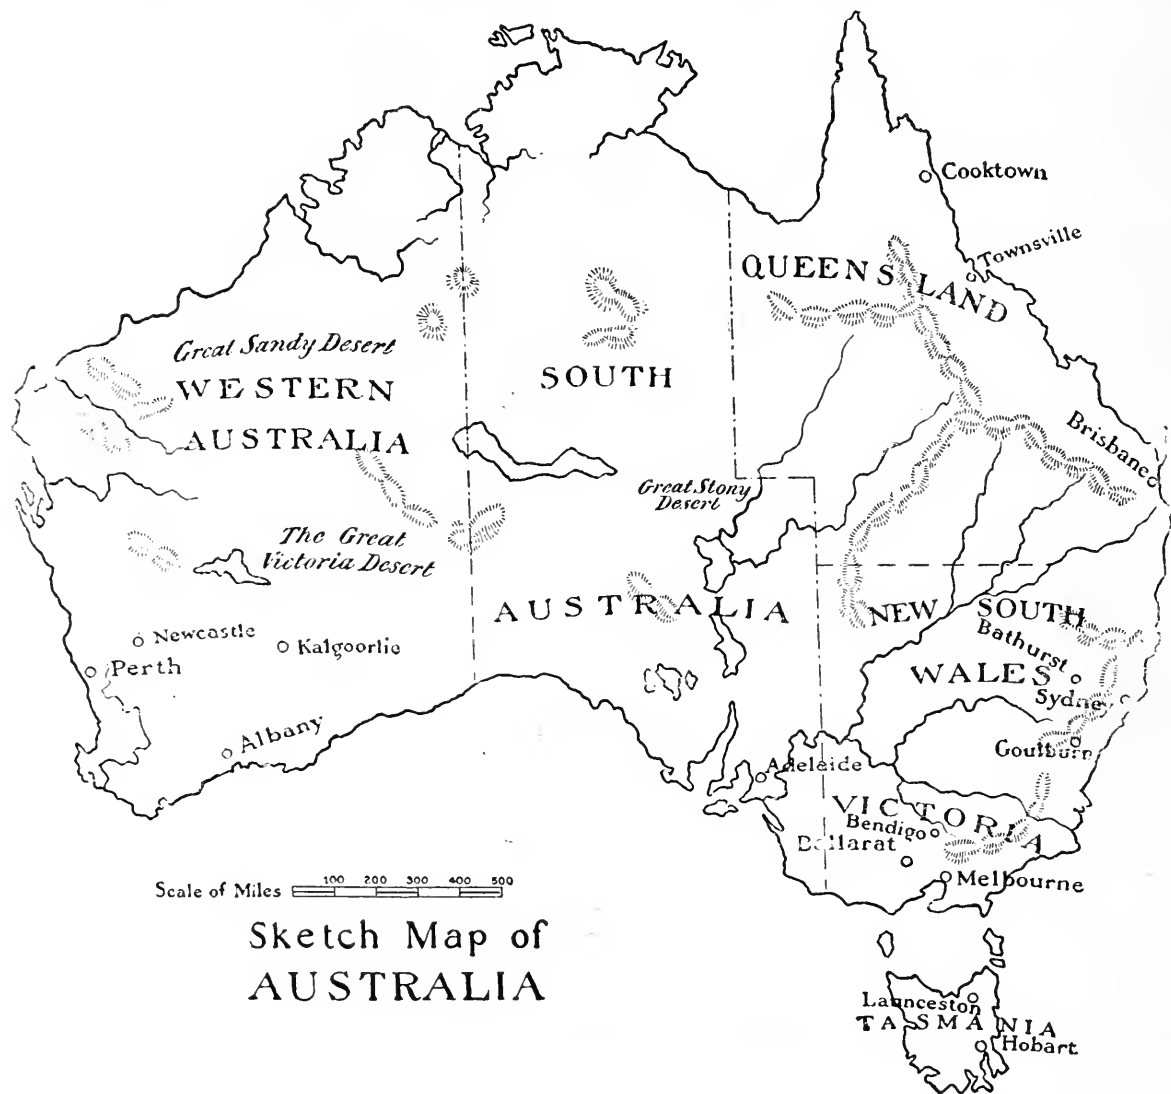 Cooktown
Townsville
QUEENSLAND
Great Sandy Desert
WESTERN
AUSTRALIA
SOUTH
AUSTRALIA
Brisbane
Great Stony
Desert
The Great
Victoria Desert
NEW SOUTH
WALES
Bathurst
Sydney
Newcastle
Kalgoorlie
Perth
Albany
Goulburn
Adelaide
VICTORIA
Bendigo
Ballarat
Melbourne
Scale of Miles 100 200 300 400 500
Sketch Map of
AUSTRALIA
Launceston
TASMANIA
Hobart